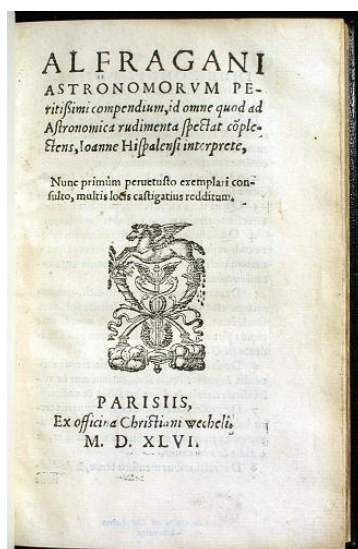 ALFRAGANI
ASTRONOMORVM PE-
ritißimi compendium, id omne quod ad
Aſtronomica rudimenta ſpectat cõple-
ctens, Ioanne Hiſpalenſi interprete,
Nunc primùm peruetuſto exemplari con-
ſulto, multis locis caſtigatius redditum.
PARISIIS,
Ex officina Chriſtiani wecheli,
M. D. XLVI.